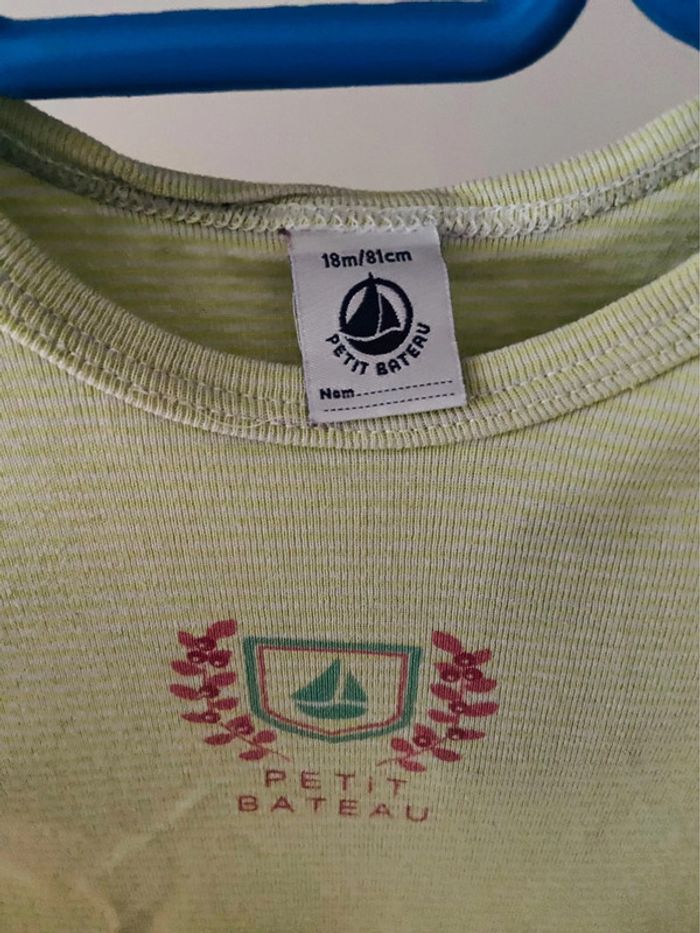 18m/81cm
PETIT BATEAU
Nom
PETIT
BATEAU